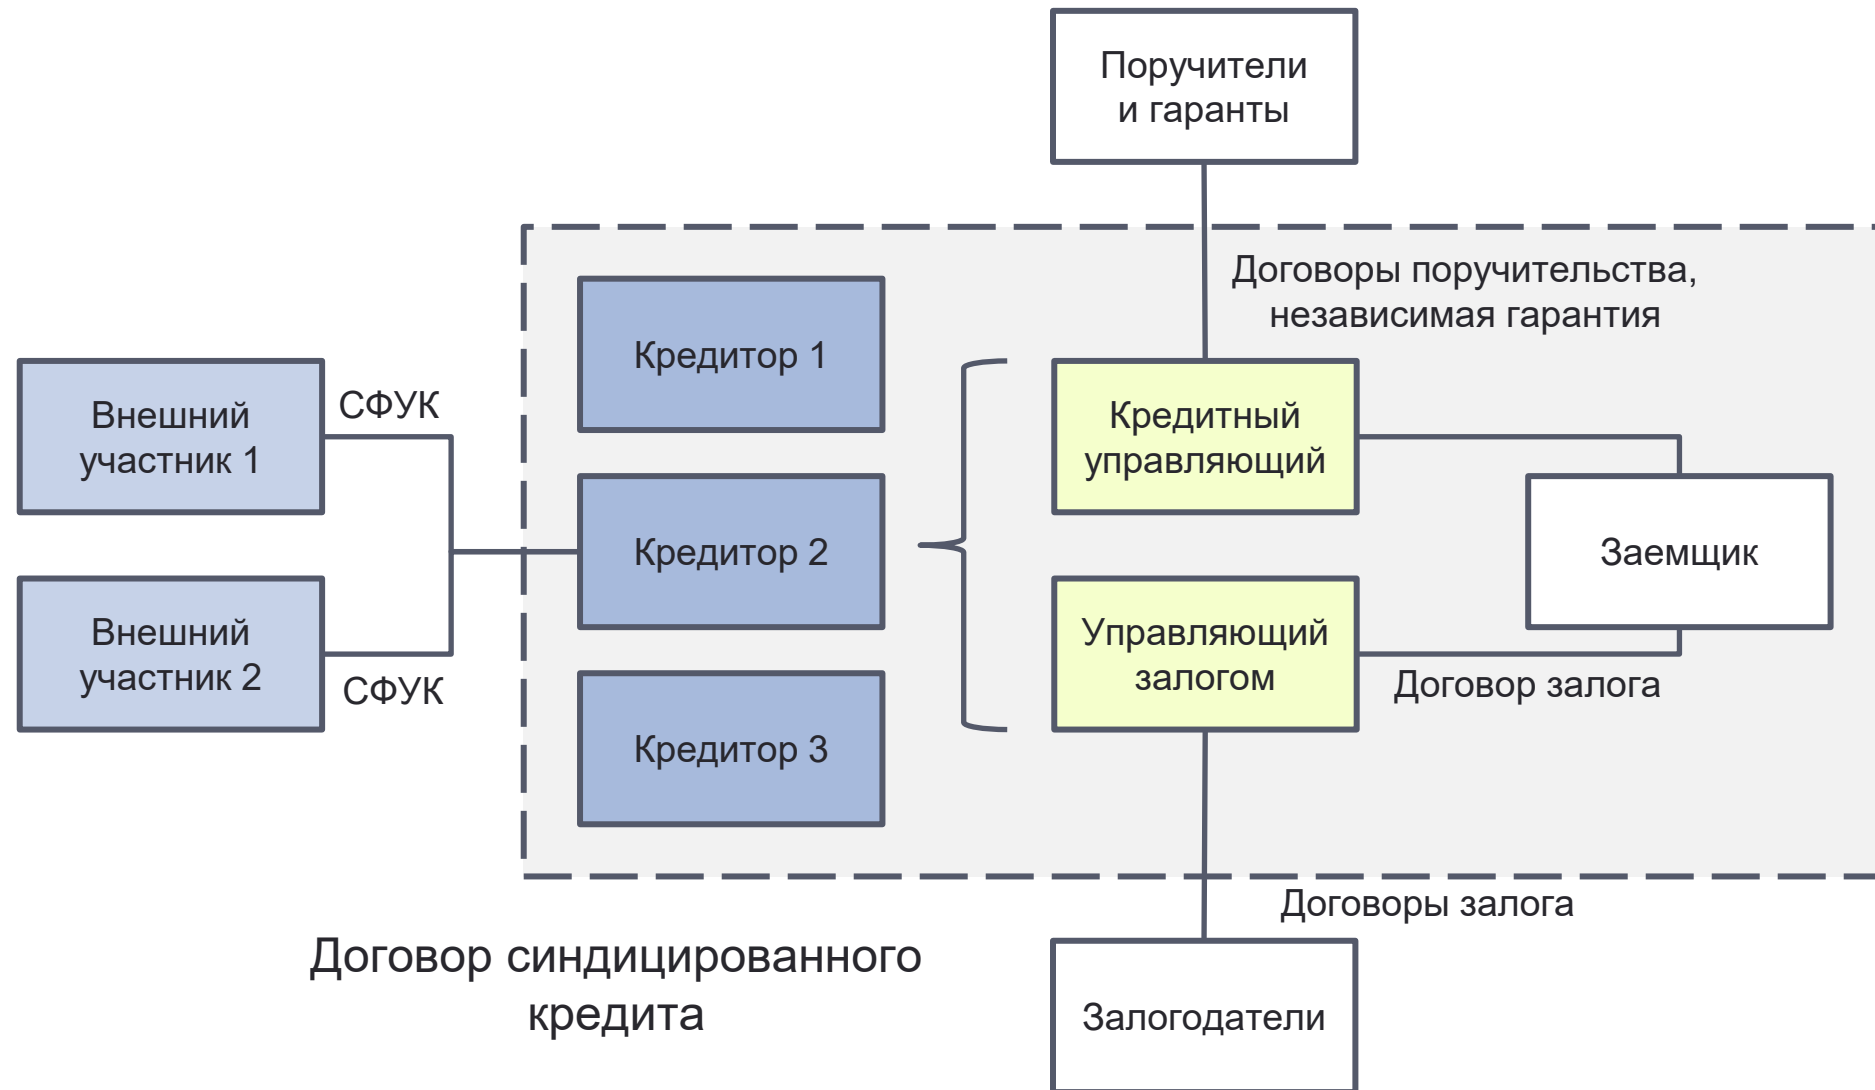 Поручители
и гаранты
Договоры поручительства,
независимая гарантия
Кредитор 1
Внешний
участник 1
СФУК
Кредитный
управляющий
Кредитор 2
Заемщик
Внешний
участник 2
СФУК
Управляющий
залогом
Договор залога
Кредитор 3
Договоры залога
Договор синдицированного
кредита
Залогодатели